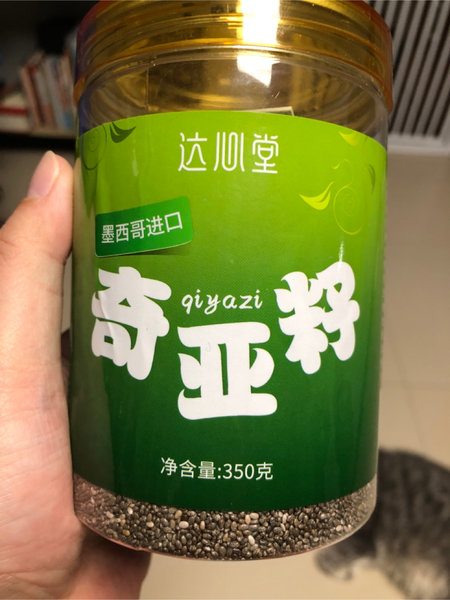 达心堂
墨西哥进口
qiyazi
奇亚籽
净含量:350克